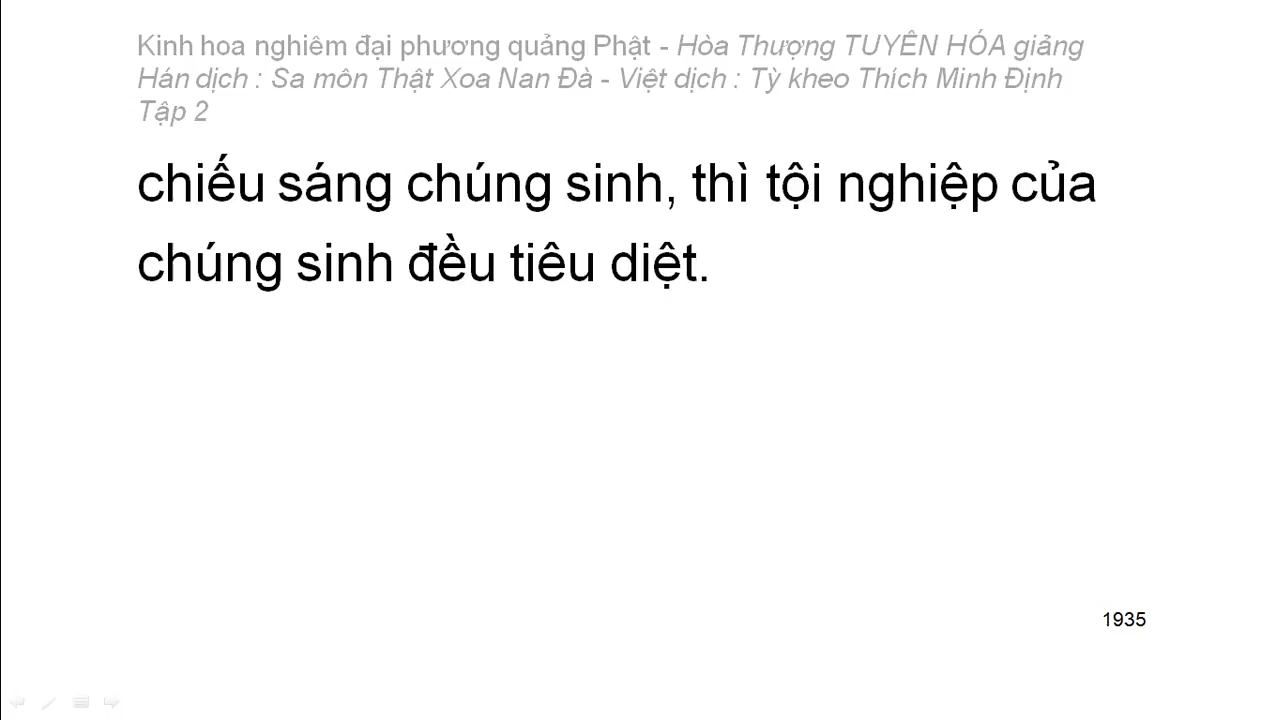 Kinh hoa nghiêm đại phương quảng Phật - Hòa Thượng TUYÊN HÓA giảng
Hán dịch : Sa môn Thật Xoa Nan Đà - Việt dịch : Tỳ kheo Thích Minh Định
Tập 2
chiếu sáng chúng sinh, thì tội nghiệp của
chúng sinh đều tiêu diệt.
1935